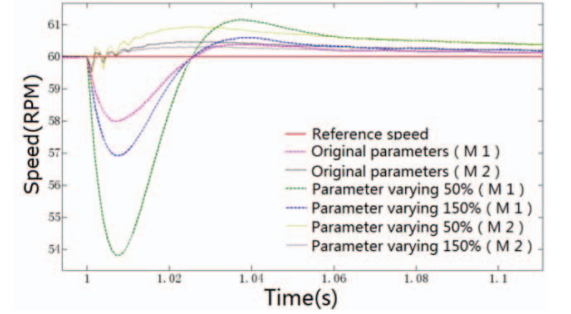 61
60
59
58
57
56
55
54
Speed(RPM)
Reference speed
Original parameters ( M 1 )
Original parameters ( M 2 )
Parameter varying 50% ( M 1 )
Parameter varying 150% ( M 1 )
Parameter varying 50% ( M 2 )
Parameter varying 150% ( M 2 )
1 1.02 1.04 1.06 1.08 1.1
Time(s)